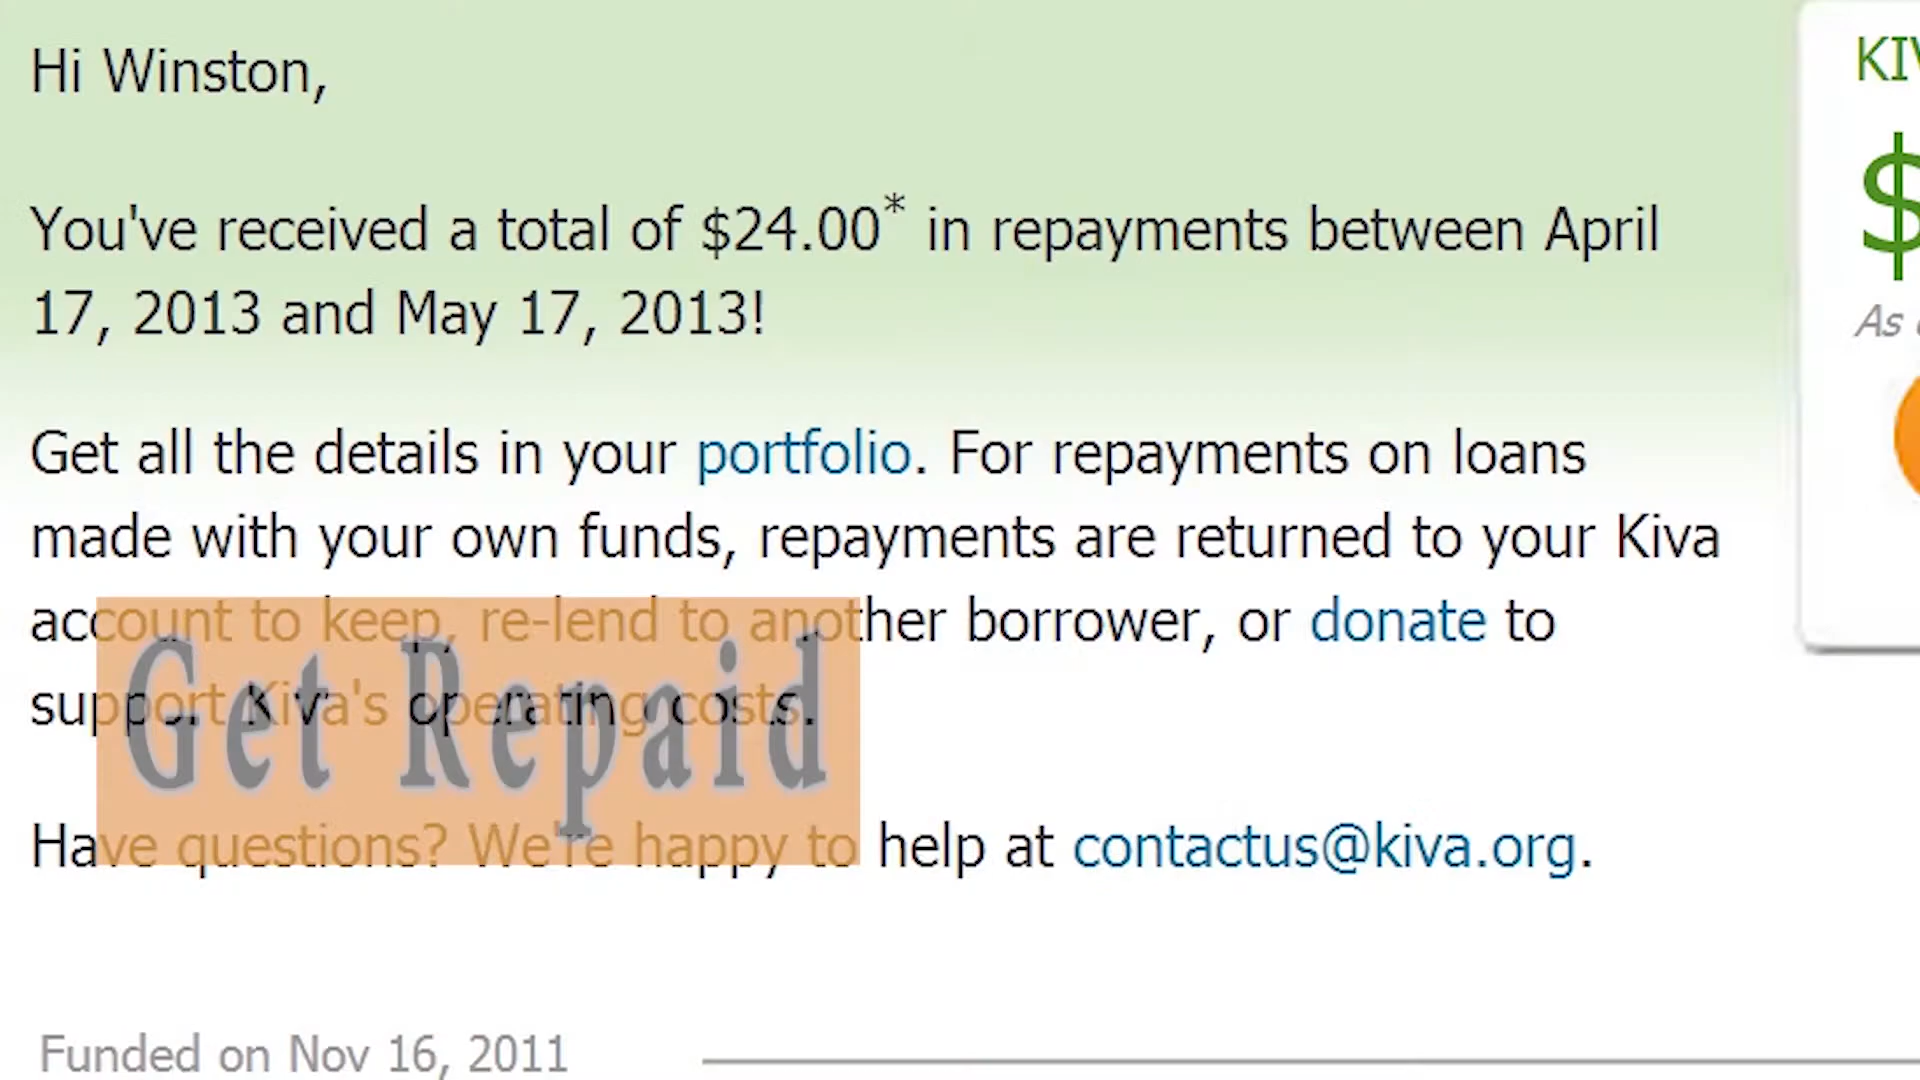 Hi Winston,
You've received a total of $24.00* in repayments between April
17, 2013 and May 17, 2013!
Get all the details in your portfolio. For repayments on loans
made with your own funds, repayments are returned to your Kiva
account to keep, re-lend to another borrower, or donate to
support Kiva's operating costs.
Get Repaid
Have questions? We're happy to help at contactus@kiva.org.
Funded on Nov 16, 2011
$
As